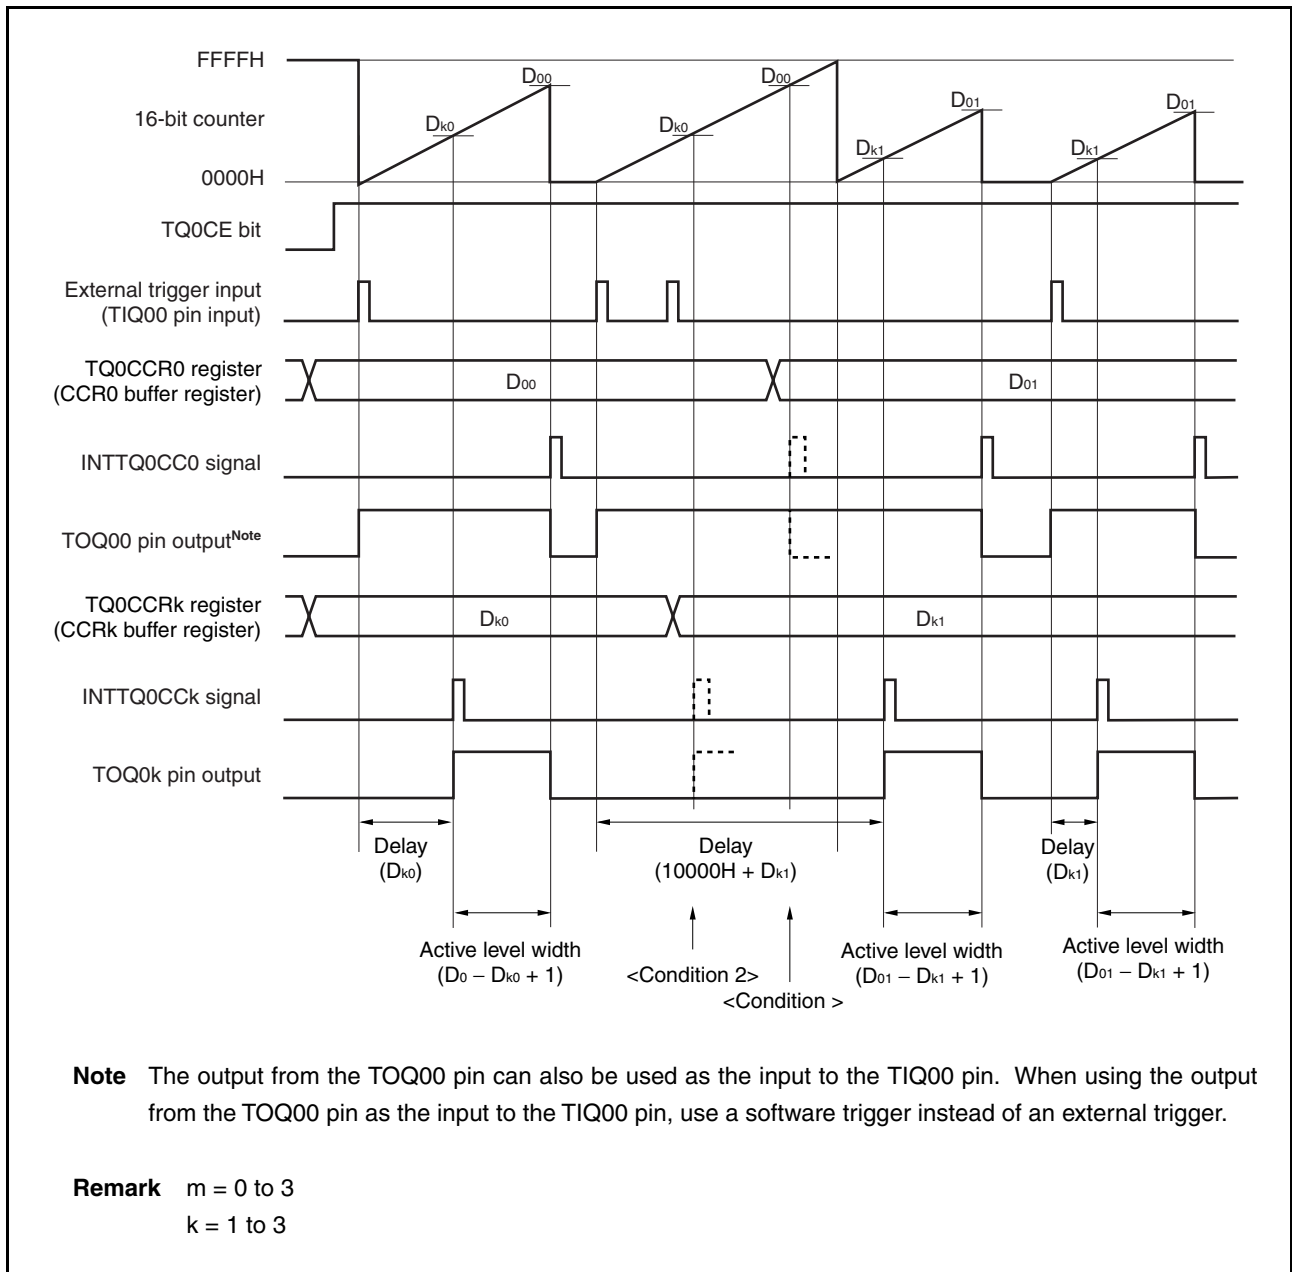 FFFFH
16-bit counter
0000H
Dk0
D00
Dk0
D00
Dk1
D01
Dk1
D01
TQ0CE bit
External trigger input
(TIQ00 pin input)
TQ0CCR0 register
(CCR0 buffer register)
D00
D01
INTTQ0CC0 signal
TOQ00 pin outputNote
TQ0CCRk register
(CCRk buffer register)
Dk0
Dk1
INTTQ0CCk signal
TOQ0k pin output
Delay
(Dk0)
Delay
(10000H + Dk1)
Delay
(Dk1)
Active level width
(D0 − Dk0 + 1)
<Condition 2>
<Condition >
Active level width
(D01 − Dk1 + 1)
Active level width
(D01 − Dk1 + 1)
Note The output from the TOQ00 pin can also be used as the input to the TIQ00 pin. When using the output
from the TOQ00 pin as the input to the TIQ00 pin, use a software trigger instead of an external trigger.
Remark m = 0 to 3
k = 1 to 3